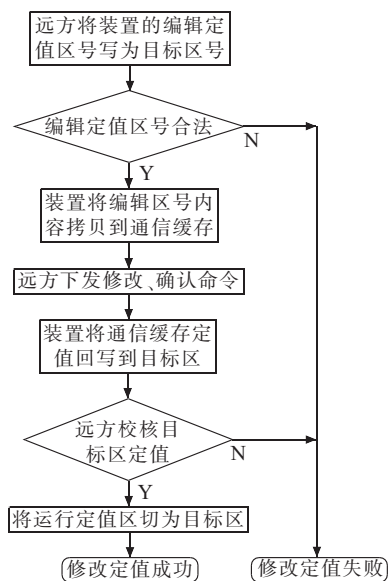 远方将装置的编辑定
值区号写为目标区号
编辑定值区号合法
N
Y
装置将编辑区号内
容拷贝到通信缓存
远方下发修改、确认命令
装置将通信缓存定
值回写到目标区
远方校核目
标区定值
N
Y
将运行定值区切为目标区
修改定值成功
修改定值失败